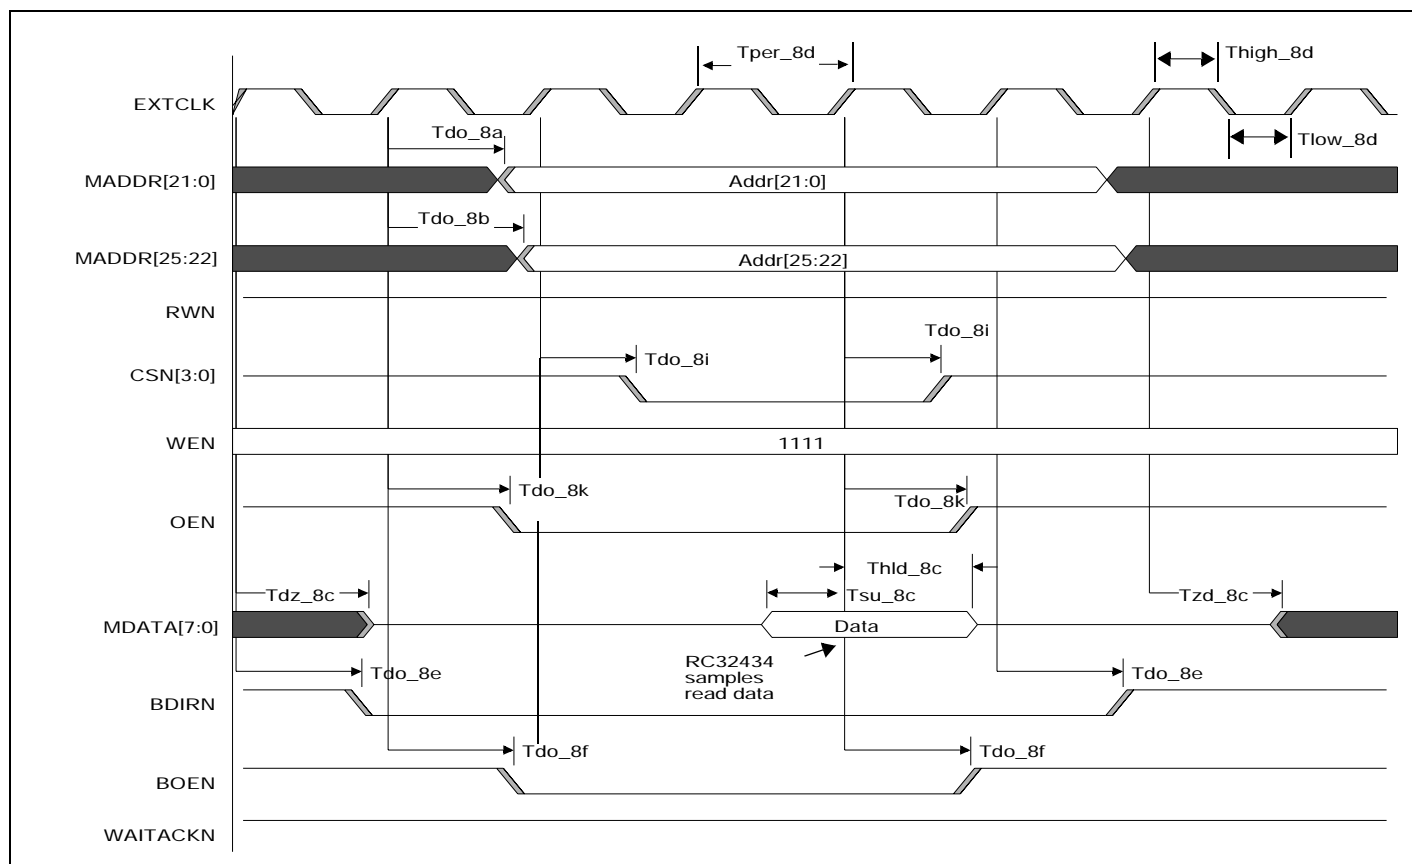 Tper_8d
Thigh_8d
EXTCLK
Tdo_8a
Tlow_8d
MADDR[21:0]
Addr[21:0]
Tdo_8b
MADDR[25:22]
Addr[25:22]
RWN
Tdo_8i
Tdo_8i
CSN[3:0]
WEN
1111
Tdo_8k
Tdo_8k
OEN
Thld_8c
Tdz_8c
Tsu_8c
Tzd_8c
MDATA[7:0]
Data
RC32434
samples
read data
Tdo_8e
Tdo_8e
BDIRN
Tdo_8f
Tdo_8f
BOEN
WAITACKN